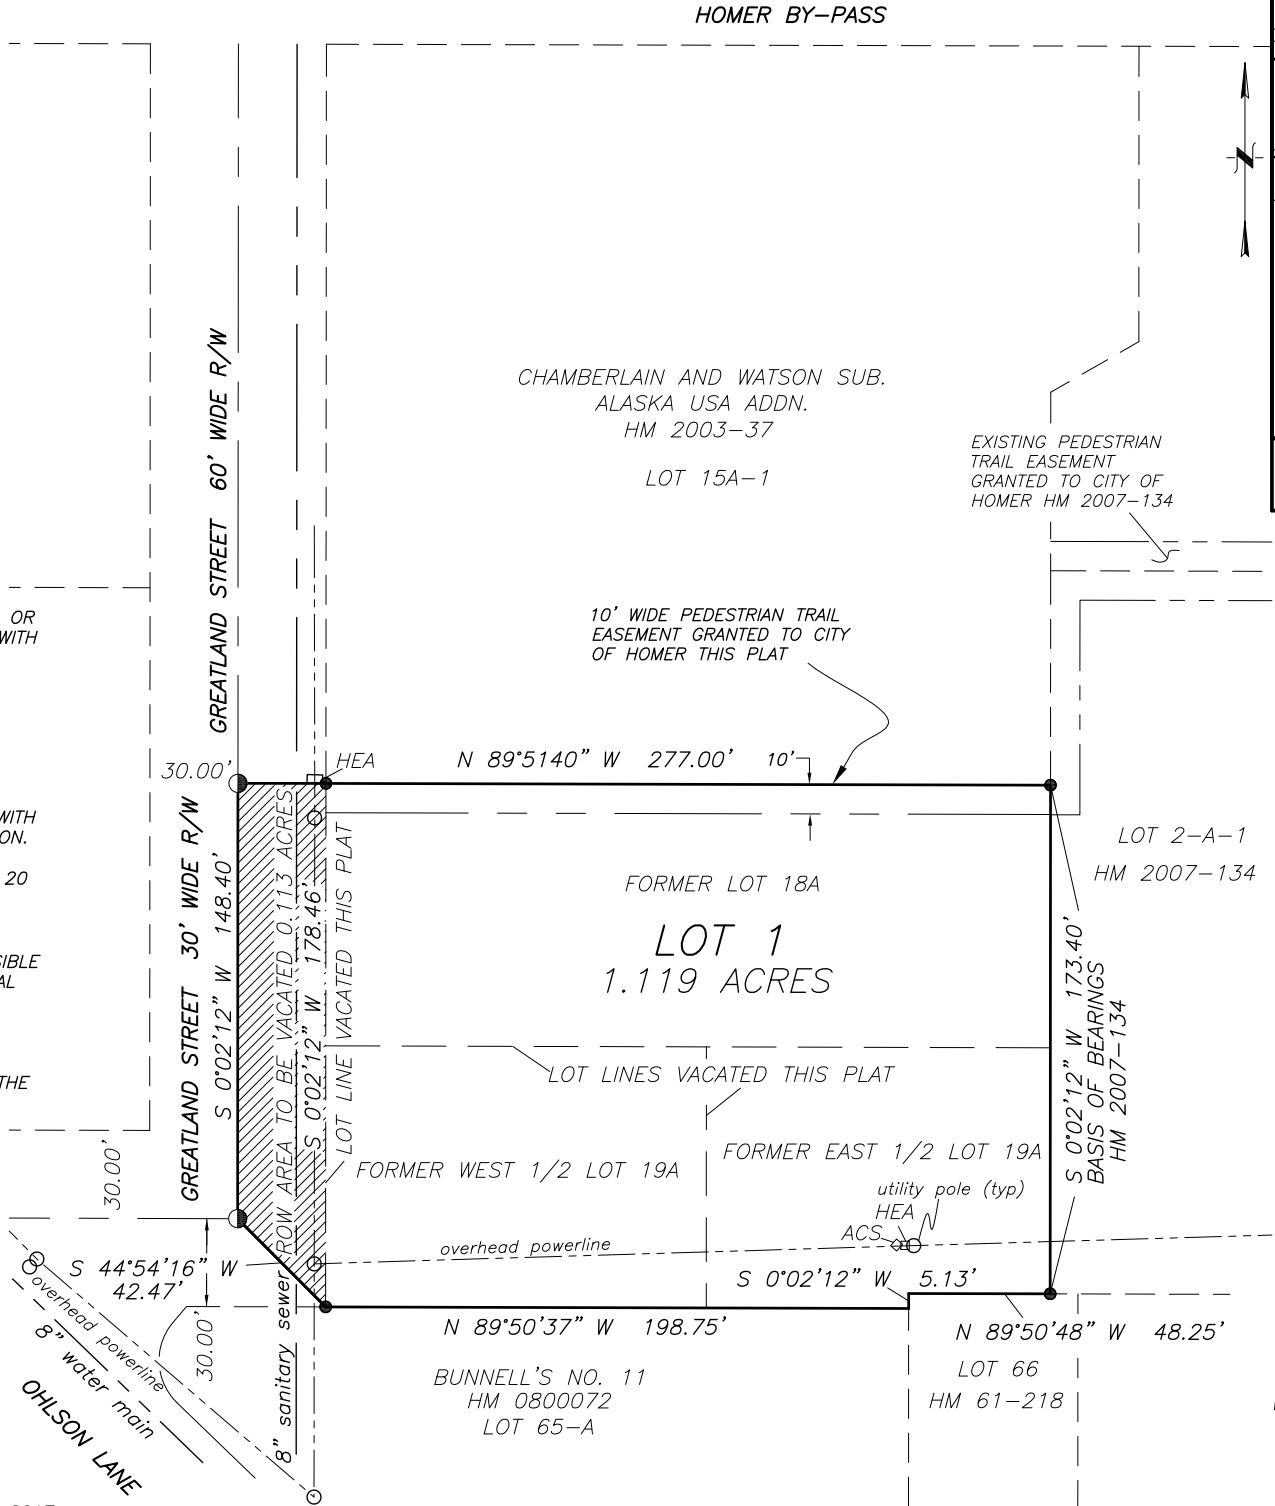 HOMER BY-PASS
N
GREATLAND STREET 60' WIDE R/W
CHAMBERLAIN AND WATSON SUB.
ALASKA USA ADDN.
HM 2003-37
LOT 15A-1
EXISTING PEDESTRIAN
TRAIL EASEMENT
GRANTED TO CITY OF
HOMER HM 2007-134
OR
WITH
10' WIDE PEDESTRIAN TRAIL
EASEMENT GRANTED TO CITY
OF HOMER THIS PLAT
30.00'
HEA
N 89°5140" W 277.00'
10'
WITH
ON.
20
SIBLE
AL
THE
GREATLAND STREET 30' WIDE R/W
S 0°02'12" W 148.40'
ROW AREA TO BE VACATED 0.113 ACRES
S 0°02'12" W 178.46'
LOT LINE VACATED THIS PLAT
FORMER LOT 18A
LOT 1
1.119 ACRES
LOT 2-A-1
HM 2007-134
S 0°02'12" W 173.40'
BASIS OF BEARINGS
HM 2007-134
LOT LINES VACATED THIS PLAT
FORMER WEST 1/2 LOT 19A
FORMER EAST 1/2 LOT 19A
utility pole (typ)
HEA
ACS
overhead powerline
30.00'
S 44°54'16" W
42.47'
30.00'
S 0°02'12" W 5.13'
N 89°50'37" W 198.75'
N 89°50'48" W 48.25'
overhead powerline
8" water main
OHLSON LANE
8" sanitary sewer
BUNNELL'S NO. 11
HM 0800072
LOT 65-A
LOT 66
HM 61-218